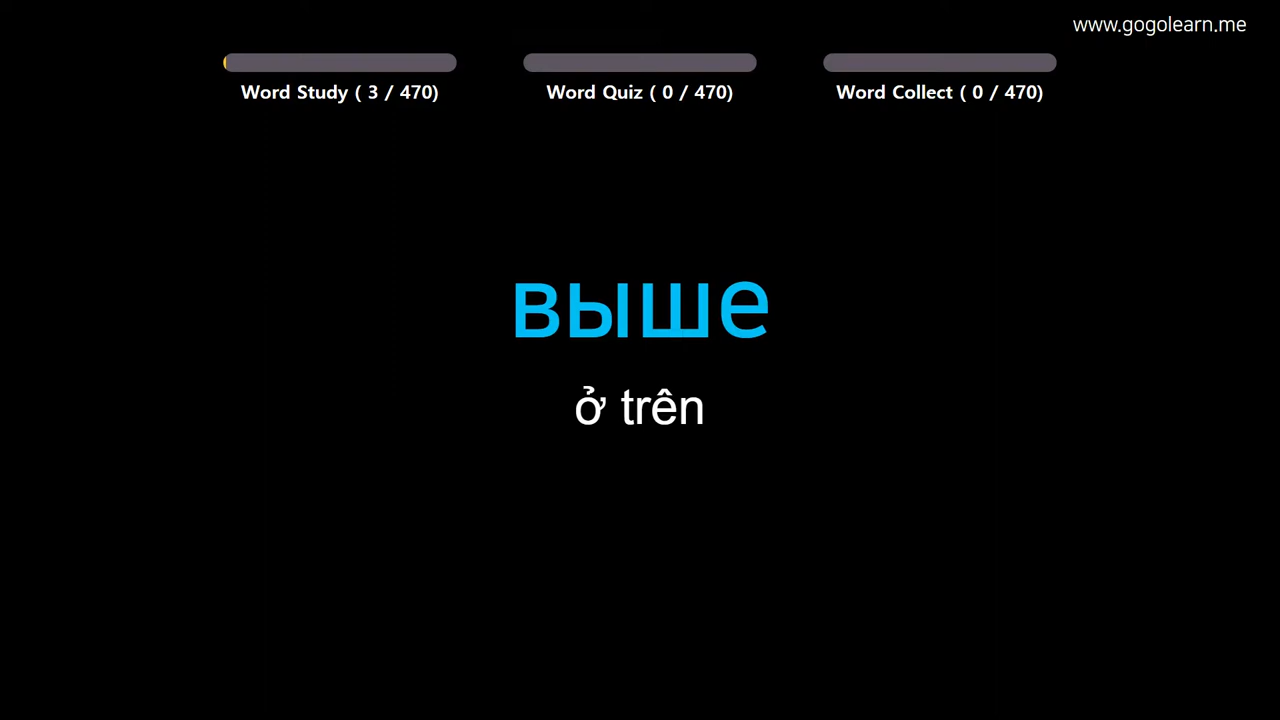 www.gogolearn.me
Word Study ( 3 / 470)
Word Quiz ( 0 / 470)
Word Collect ( 0 / 470)
выше
ở trên